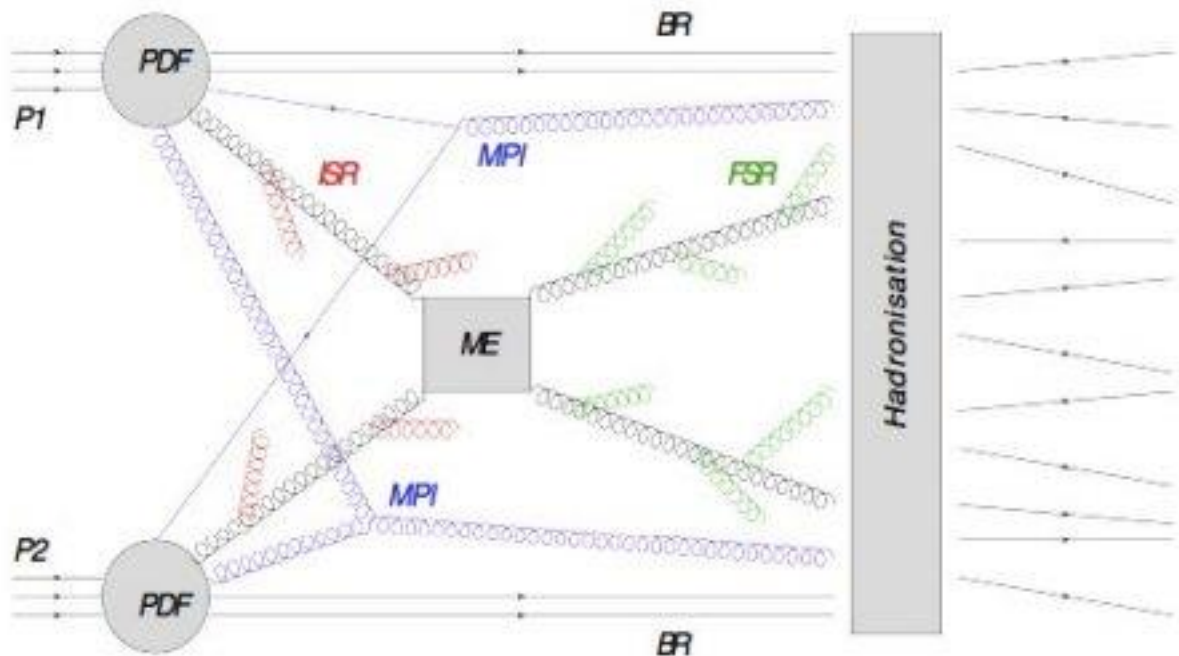 BR
PDF
P1
MPI
ISR
FSR
ME
Hadronisation
MPI
P2
PDF
BR